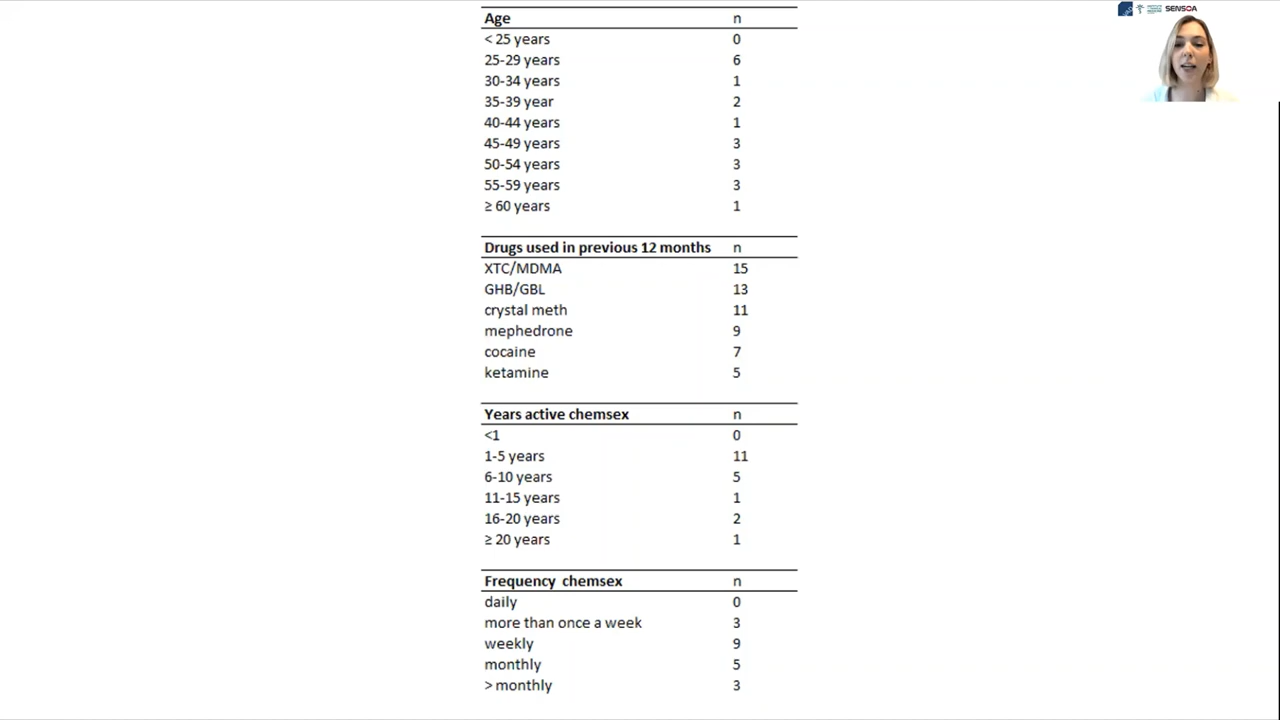 Age n
< 25 years 0
25-29 years 6
30-34 years 1
35-39 year 2
40-44 years 1
45-49 years 3
50-54 years 3
55-59 years 3
≥ 60 years 1
Drugs used in previous 12 months n
XTC/MDMA 15
GHB/GBL 13
crystal meth 11
mephedrone 9
cocaine 7
ketamine 5
Years active chemsex n
<1 0
1-5 years 11
6-10 years 5
11-15 years 1
16-20 years 2
≥ 20 years 1
Frequency chemsex n
daily 0
more than once a week 3
weekly 9
monthly 5
> monthly 3
SENSOA